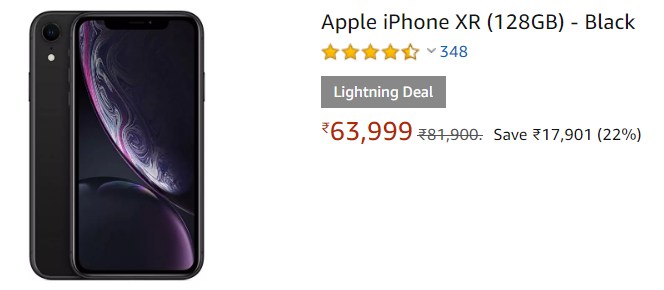 Apple iPhone XR (128GB) - Black
348
Lightning Deal
₹63,999 ₹81,900. Save ₹17,901 (22%)